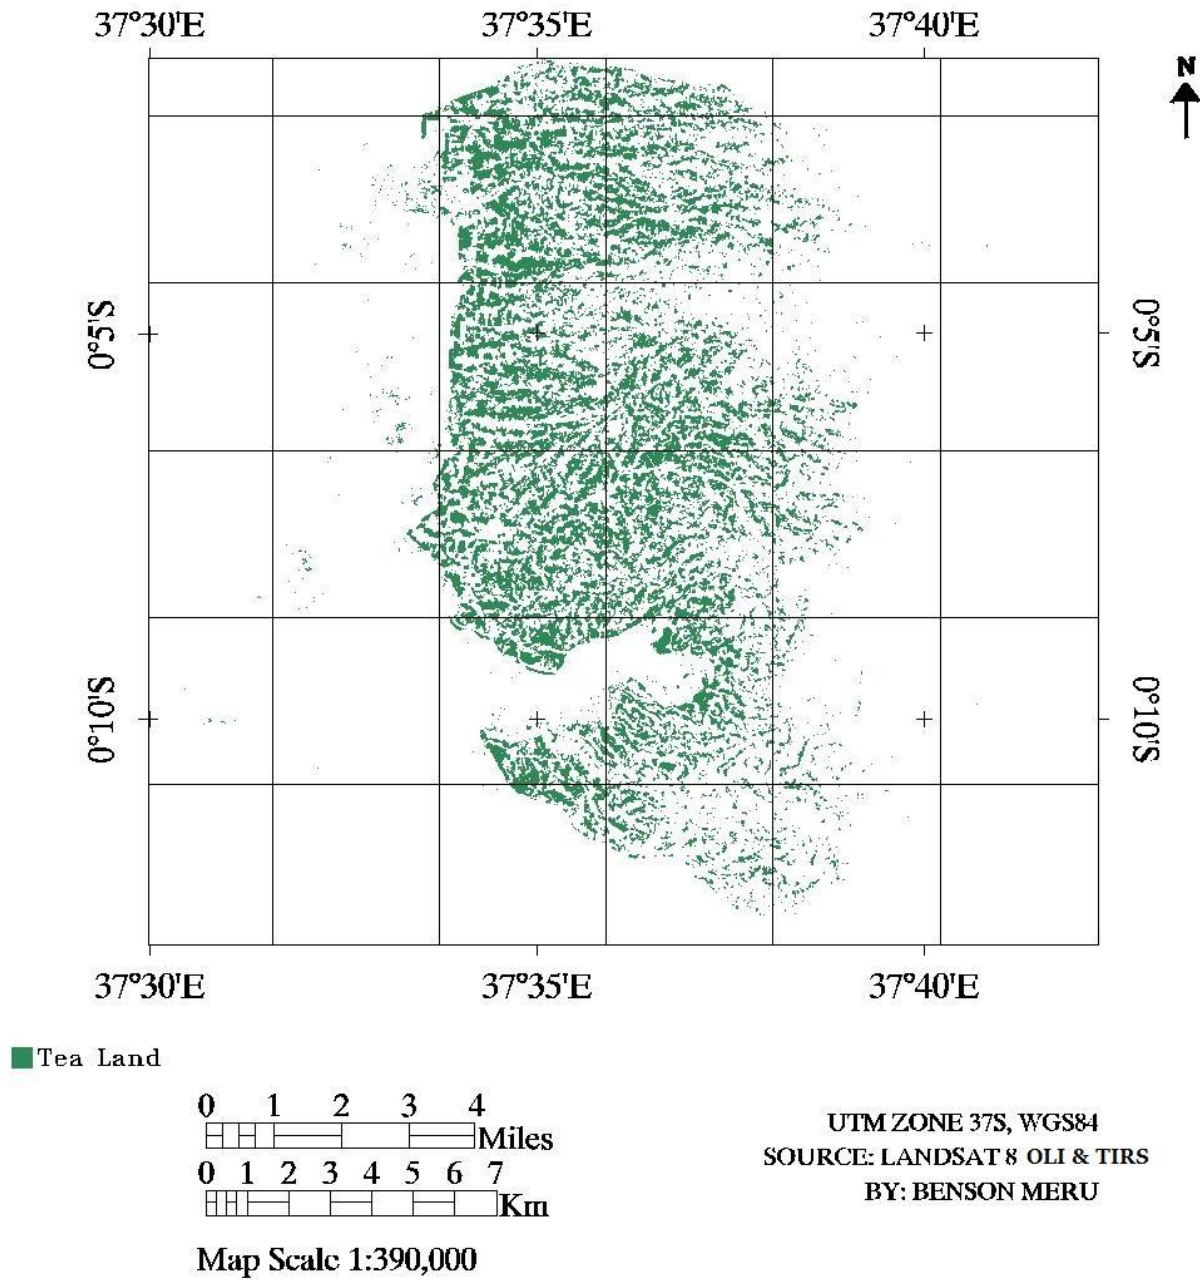 37°30'E 37°35'E 37°40'E
N
0°5'S 0°5'S
0°10'S 0°10'S
37°30'E 37°35'E 37°40'E
Tea Land
0 1 2 3 4
Miles
0 1 2 3 4 5 6 7
Km
Map Scale 1:390,000
UTM ZONE 37S, WGS84
SOURCE: LANDSAT 8 OLI & TIRS
BY: BENSON MERU